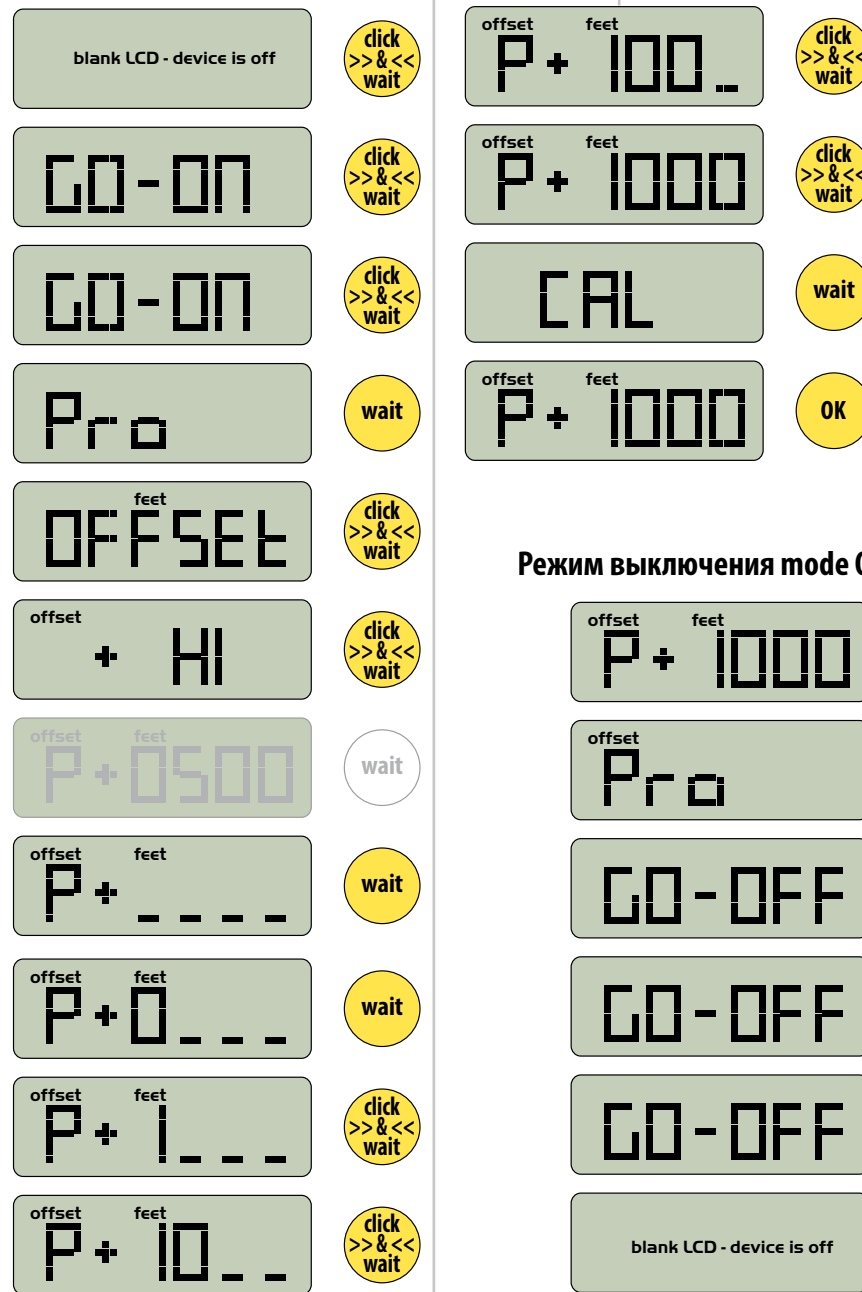 blank LCD - device is off
click
>> & <<
wait
GO-ON
click
>> & <<
wait
GO-ON
click
>> & <<
wait
Pro
wait
feet
OFFSEt
click
>> & <<
wait
offset
+ HI
click
>> & <<
wait
offset feet
P+0500
wait
offset feet
P+_ _ _ _
wait
offset feet
P+0_ _ _
wait
offset feet
P+1_ _ _
click
>> & <<
wait
offset feet
P+10_ _
click
>> & <<
wait
offset feet
P+100_
click
>> & <<
wait
offset feet
P+1000
click
>> & <<
wait
CAL
wait
offset feet
P+1000
OK
Режим выключения mode
offset feet
P+1000
offset
Pro
GO-OFF
GO-OFF
GO-OFF
blank LCD - device is off